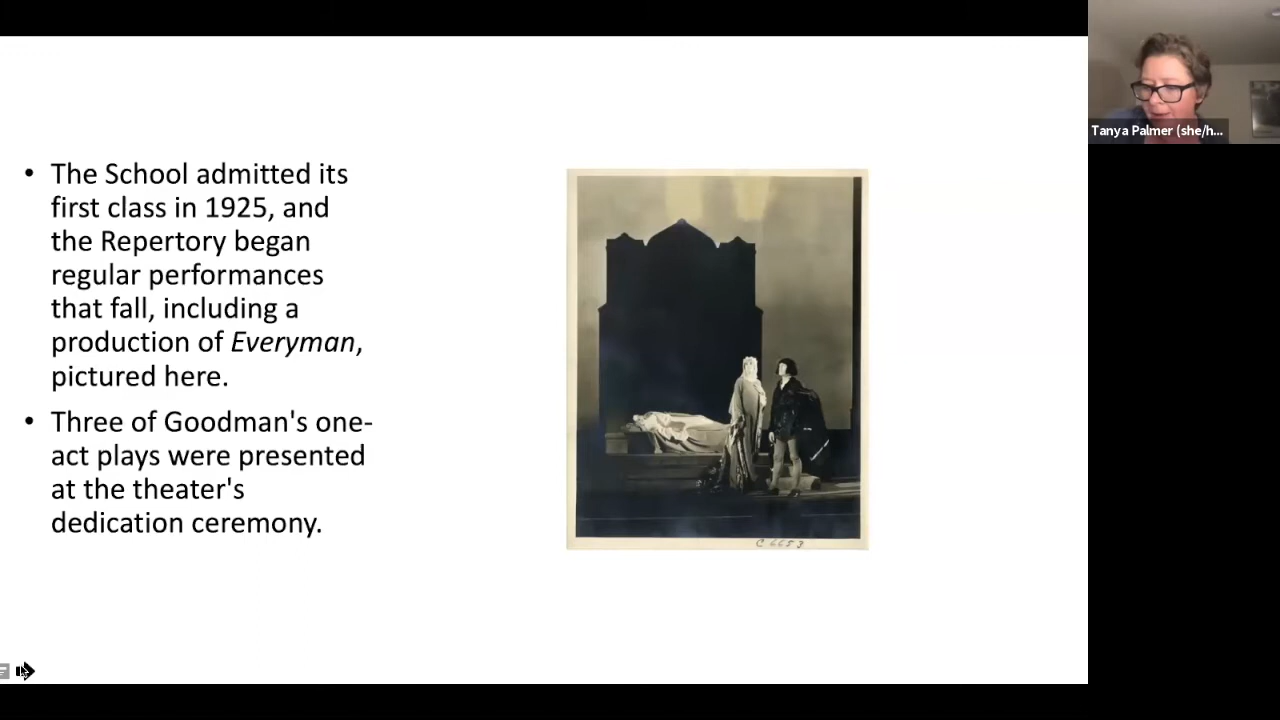 • The School admitted its
first class in 1925, and
the Repertory began
regular performances
that fall, including a
production of Everyman,
pictured here.
• Three of Goodman's one-
act plays were presented
at the theater's
dedication ceremony.
C 6653
Tanya Palmer (she/h...